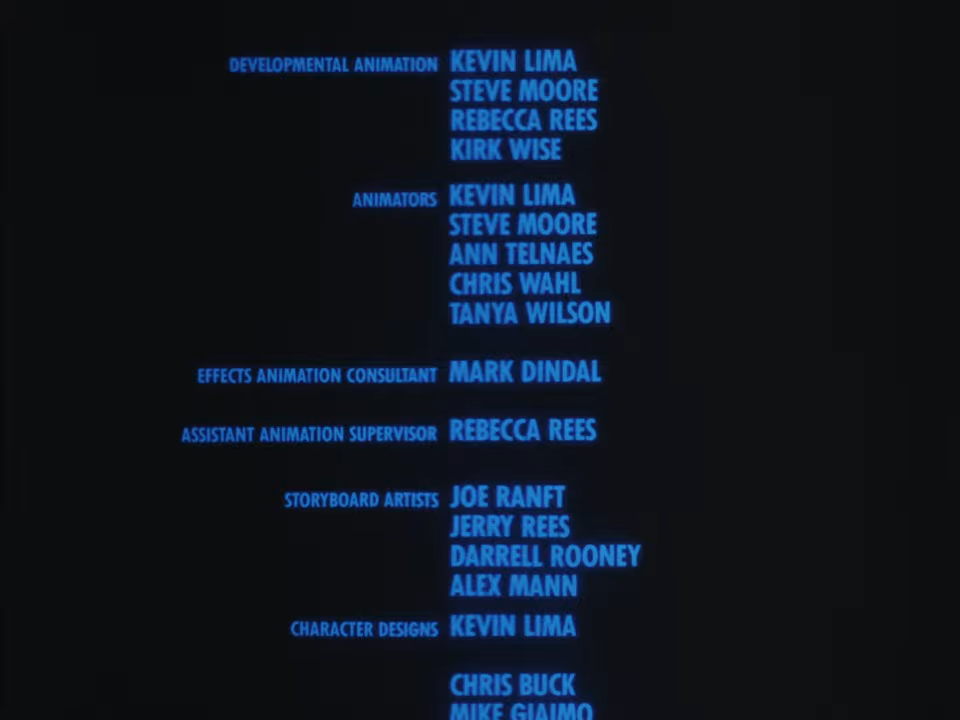 DEVELOPMENTAL ANIMATION KEVIN LIMA
STEVE MOORE
REBECCA REES
KIRK WISE
ANIMATORS KEVIN LIMA
STEVE MOORE
ANN TELNAES
CHRIS WAHL
TANYA WILSON
EFFECTS ANIMATION CONSULTANT MARK DINDAL
ASSISTANT ANIMATION SUPERVISOR REBECCA REES
STORYBOARD ARTISTS JOE RANFT
JERRY REES
DARRELL ROONEY
ALEX MANN
CHARACTER DESIGNS KEVIN LIMA
CHRIS BUCK
MIKE GIAIMO